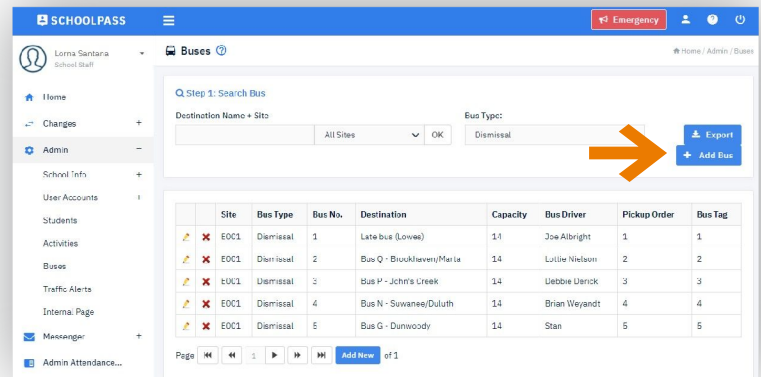 SCHOOLPASS
Emergency
Lorna Santana
School Staff
Buses
Home / Admin / Buses
Home
Changes +
Admin −
School Info +
User Accounts +
Students
Activities
Buses
Traffic Alerts
Internal Page
Messenger +
Admin Attendance...
Step 1: Search Bus
Destination Name + Site
Bus Type:
All Sites
OK
Dismissal
Export
+ Add Bus
Site Bus Type Bus No. Destination Capacity Bus Driver Pickup Order Bus Tag
E001 Dismissal 1 Late bus (Lowes) 14 Joe Albright 1 1
E001 Dismissal 2 Bus Q - Brookhaven/Marta 14 Lottie Nielson 2 2
E001 Dismissal 3 Bus P - John's Creek 14 Debbie Derick 3 3
E001 Dismissal 4 Bus N - Suwanee/Duluth 14 Brian Weyandt 4 4
E001 Dismissal 5 Bus G - Dunwoody 14 Stan 5 5
Page 1 Add New of 1